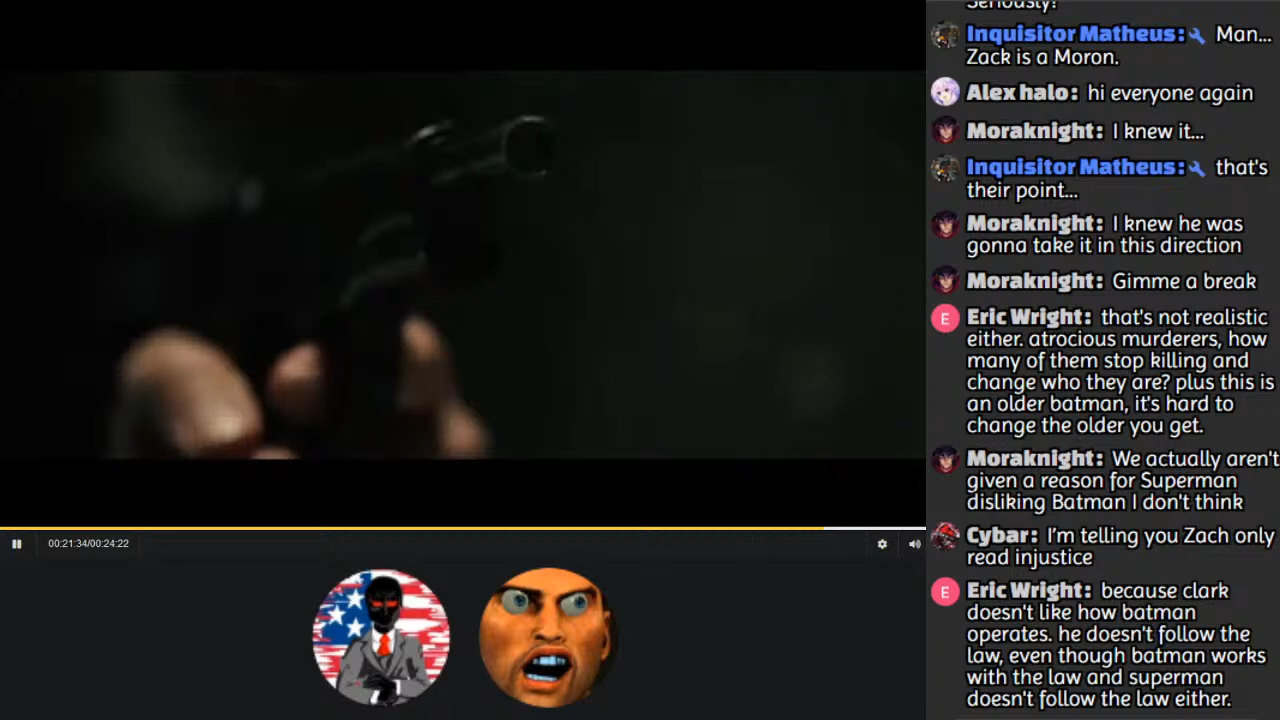 Seriously!
Inquisitor Matheus: Man...
Zack is a Moron.
Alex halo: hi everyone again
Moraknight: I knew it...
Inquisitor Matheus: that's
their point...
Moraknight: I knew he was
gonna take it in this direction
Moraknight: Gimme a break
E Eric Wright: that's not realistic
either. atrocious murderers, how
many of them stop killing and
change who they are? plus this is
an older batman, it's hard to
change the older you get.
Moraknight: We actually aren't
given a reason for Superman
disliking Batman I don't think
Cybar: I'm telling you Zach only
read injustice
E Eric Wright: because clark
doesn't like how batman
operates. he doesn't follow the
law, even though batman works
with the law and superman
doesn't follow the law either.
00:21:34/00:24:22